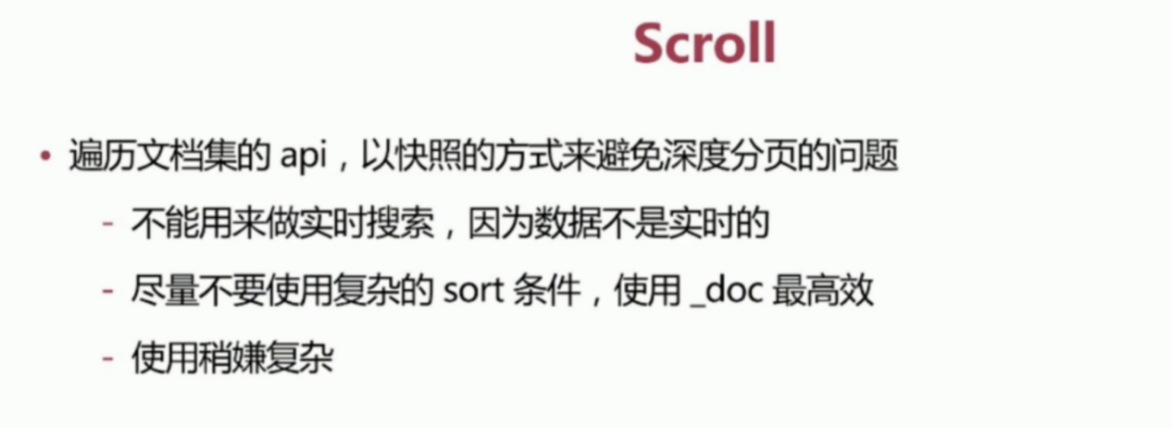 Scroll
• 遍历文档集的 api，以快照的方式来避免深度分页的问题
- 不能用来做实时搜索，因为数据不是实时的
- 尽量不要使用复杂的 sort 条件，使用 _doc 最高效
- 使用稍嫌复杂